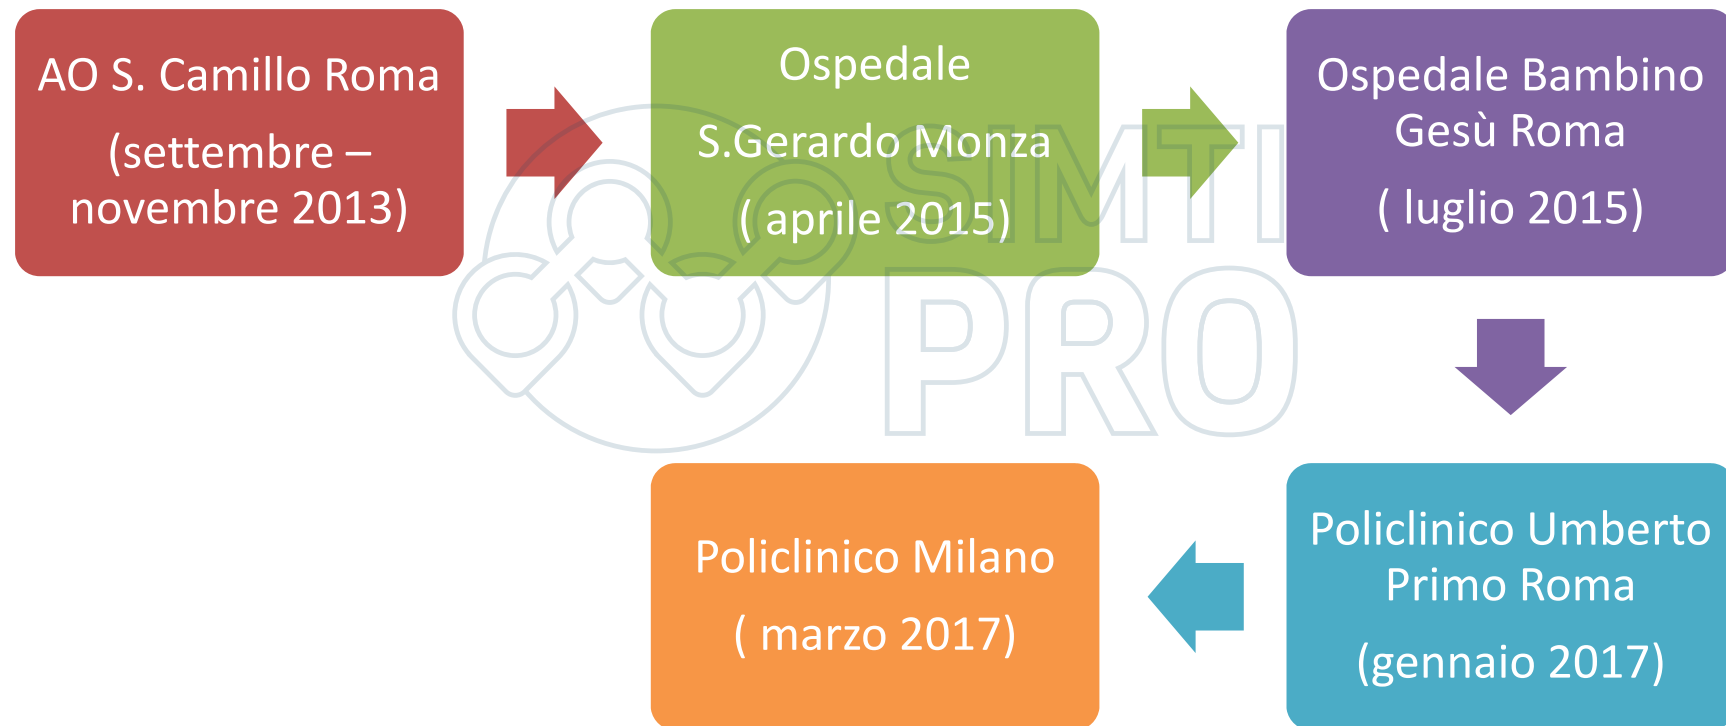 AO S. Camillo Roma
(settembre –
novembre 2013)
Ospedale
S.Gerardo Monza
( aprile 2015)
Ospedale Bambino
Gesù Roma
( luglio 2015)
SIMTI
PRO
Policlinico Umberto
Primo Roma
(gennaio 2017)
Policlinico Milano
( marzo 2017)